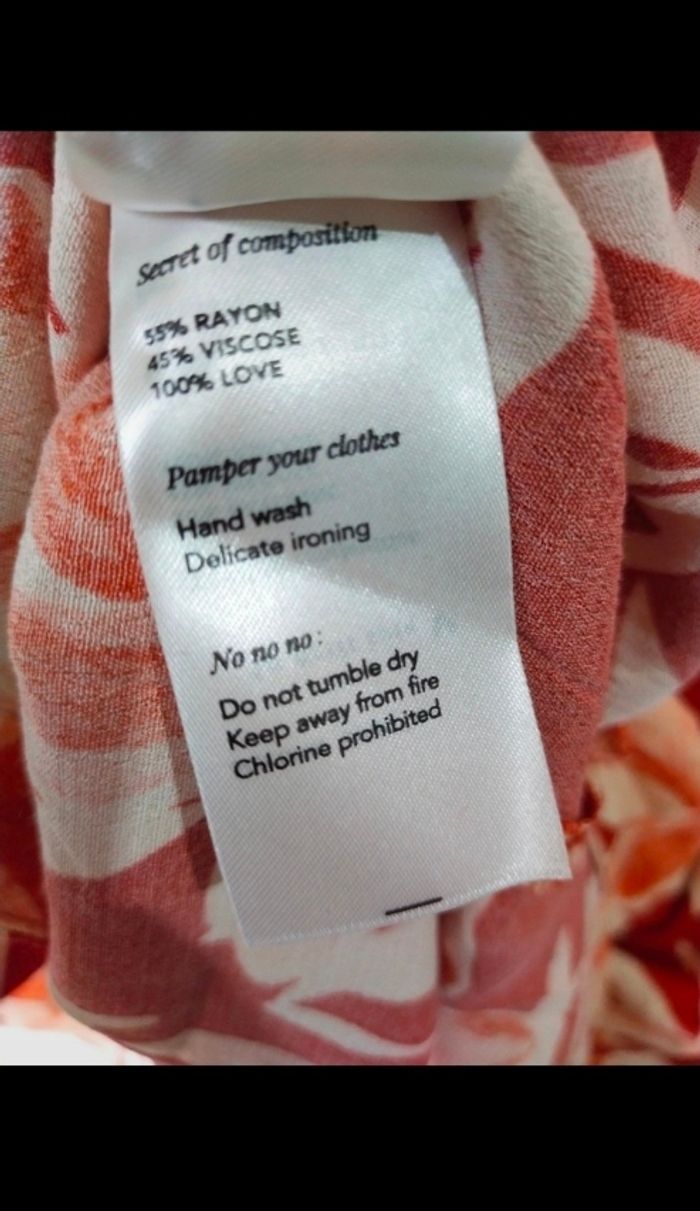 Secret of composition
55% RAYON
45% VISCOSE
100% LOVE
Pamper your clothes
Hand wash
Delicate ironing
No no no :
Do not tumble dry
Keep away from fire
Chlorine prohibited